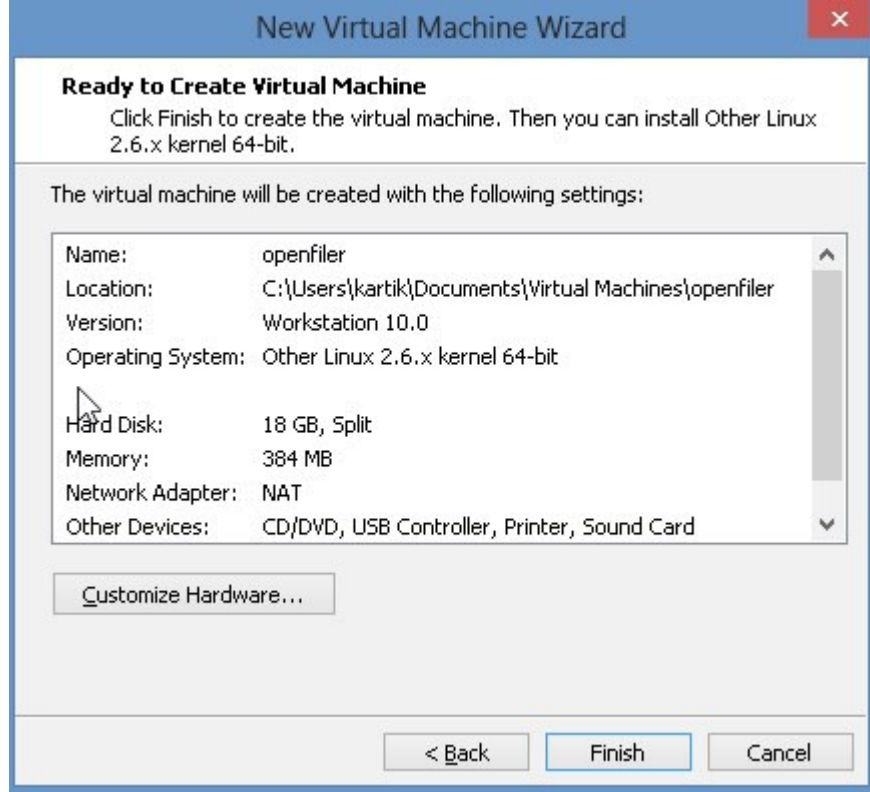 New Virtual Machine Wizard
Ready to Create Virtual Machine
Click Finish to create the virtual machine. Then you can install Other Linux
2.6.x kernel 64-bit.
The virtual machine will be created with the following settings:
Name: openfiler
Location: C:\Users\kartik\Documents\Virtual Machines\openfiler
Version: Workstation 10.0
Operating System: Other Linux 2.6.x kernel 64-bit
Hard Disk: 18 GB, Split
Memory: 384 MB
Network Adapter: NAT
Other Devices: CD/DVD, USB Controller, Printer, Sound Card
Customize Hardware...
< Back Finish Cancel